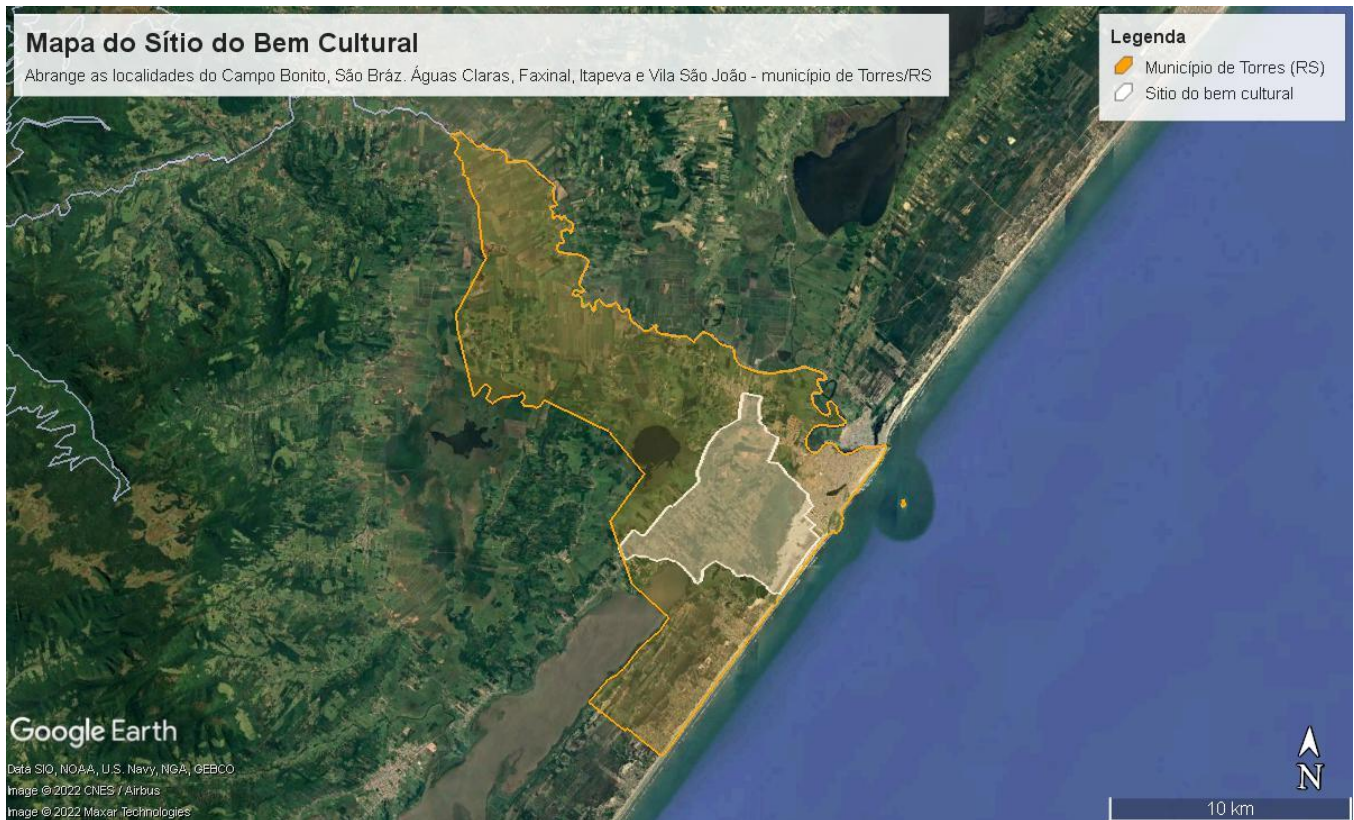 Mapa do Sítio do Bem Cultural
Abrange as localidades do Campo Bonito, São Bráz. Águas Claras, Faxinal, Itapeva e Vila São João - município de Torres/RS
Legenda
Município de Torres (RS)
Sitio do bem cultural
Google Earth
Data SIO, NOAA, U.S. Navy, NGA, GEBCO
Image © 2022 CNES / Airbus
Image © 2022 Maxar Technologies
N
10 km